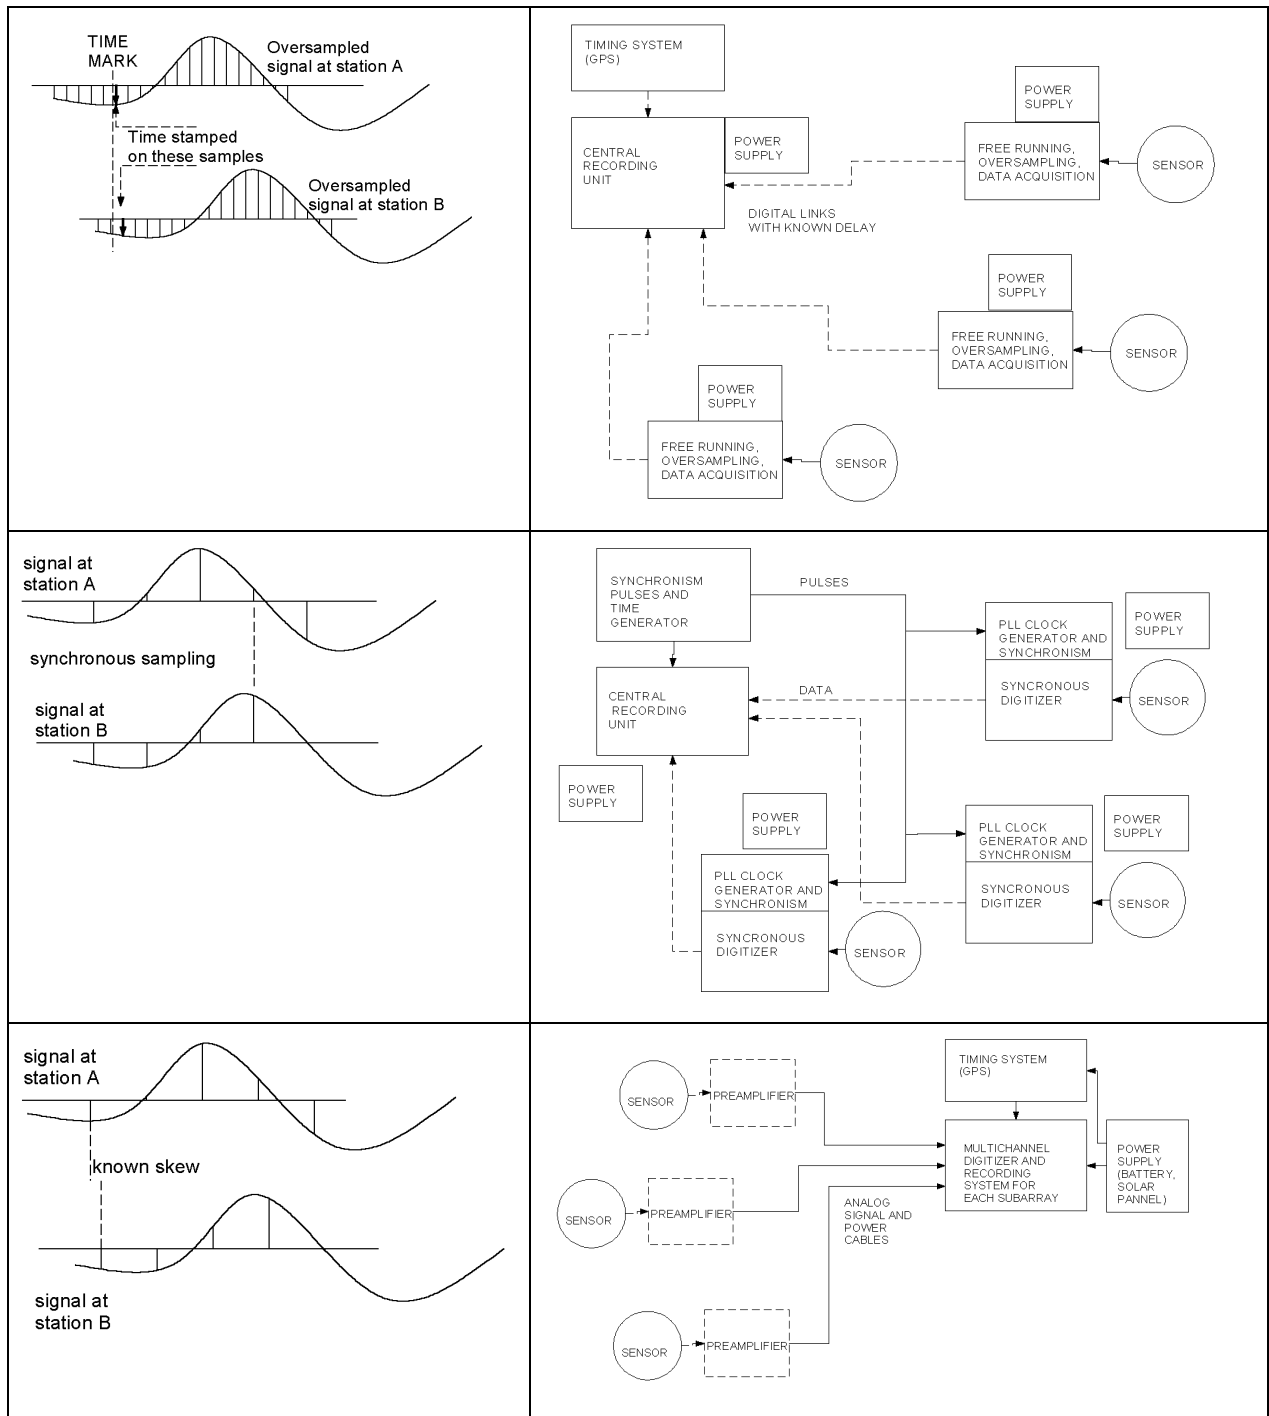 TIME
MARK
Oversampled
signal at station A
Time stamped
on these samples
Oversampled
signal at station B
TIMING SYSTEM
(GPS)
CENTRAL
RECORDING
UNIT
POWER
SUPPLY
DIGITAL LINKS
WITH KNOWN DELAY
POWER
SUPPLY
FREE RUNNING,
OVERSAMPLING,
DATA ACQUISITION
SENSOR
POWER
SUPPLY
FREE RUNNING,
OVERSAMPLING,
DATA ACQUISITION
SENSOR
POWER
SUPPLY
FREE RUNNING,
OVERSAMPLING,
DATA ACQUISITION
SENSOR
signal at
station A
synchronous sampling
signal at
station B
SYNCHRONISM
PULSES AND
TIME
GENERATOR
PULSES
CENTRAL
RECORDING
UNIT
DATA
POWER
SUPPLY
PLL CLOCK
GENERATOR AND
SYNCHRONISM
SYNCRONOUS
DIGITIZER
POWER
SUPPLY
SENSOR
POWER
SUPPLY
PLL CLOCK
GENERATOR AND
SYNCHRONISM
SYNCRONOUS
DIGITIZER
SENSOR
PLL CLOCK
GENERATOR AND
SYNCHRONISM
SYNCRONOUS
DIGITIZER
POWER
SUPPLY
SENSOR
signal at
station A
known skew
signal at
station B
SENSOR
PREAMPLIFIER
SENSOR
PREAMPLIFIER
SENSOR
PREAMPLIFIER
ANALOG
SIGNAL AND
POWER
CABLES
TIMING SYSTEM
(GPS)
MULTICHANNEL
DIGITIZER AND
RECORDING
SYSTEM FOR
EACH SUBARRAY
POWER
SUPPLY
(BATTERY,
SOLAR
PANNEL)